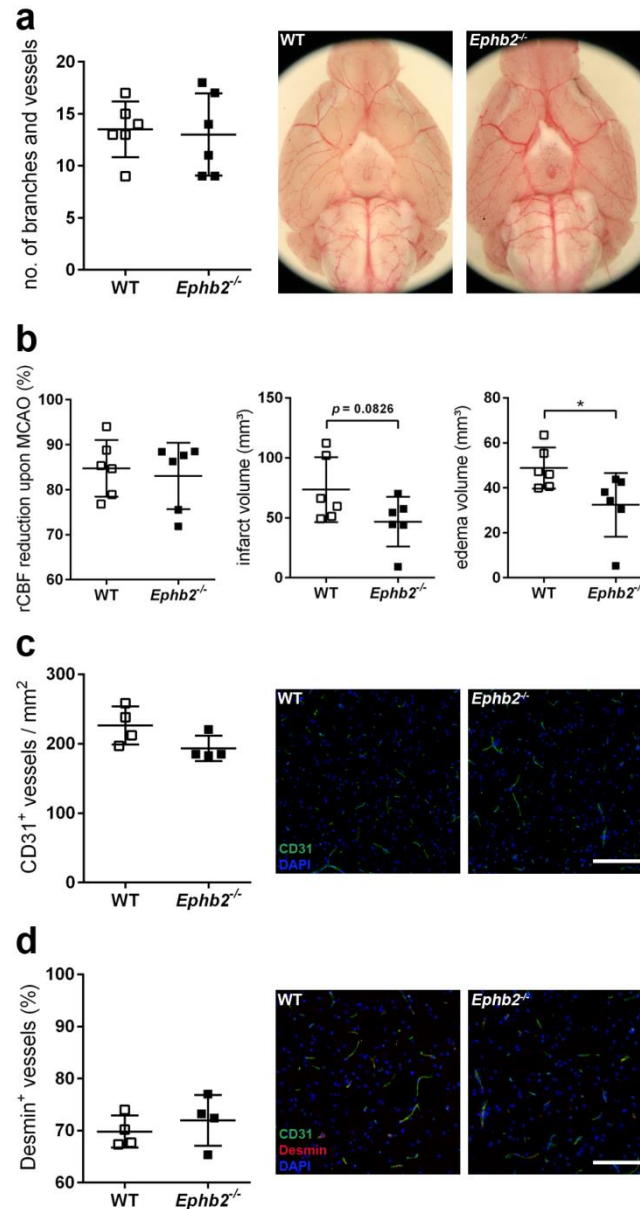 a
no. of branches and vessels
20
15
10
5
0
WT
Ephb2-/-
WT
Ephb2-/-
b
rCBF reduction upon MCAO (%)
100
90
80
70
60
WT
Ephb2-/-
infarct volume (mm³)
150
100
50
0
p = 0.0826
WT
Ephb2-/-
edema volume (mm³)
80
60
40
20
0
*
WT
Ephb2-/-
c
CD31+ vessels / mm2
300
200
100
0
WT
Ephb2-/-
WT
CD31
DAPI
Ephb2-/-
d
Desmin+ vessels (%)
100
90
80
70
60
WT
Ephb2-/-
WT
CD31
Desmin
DAPI
Ephb2-/-